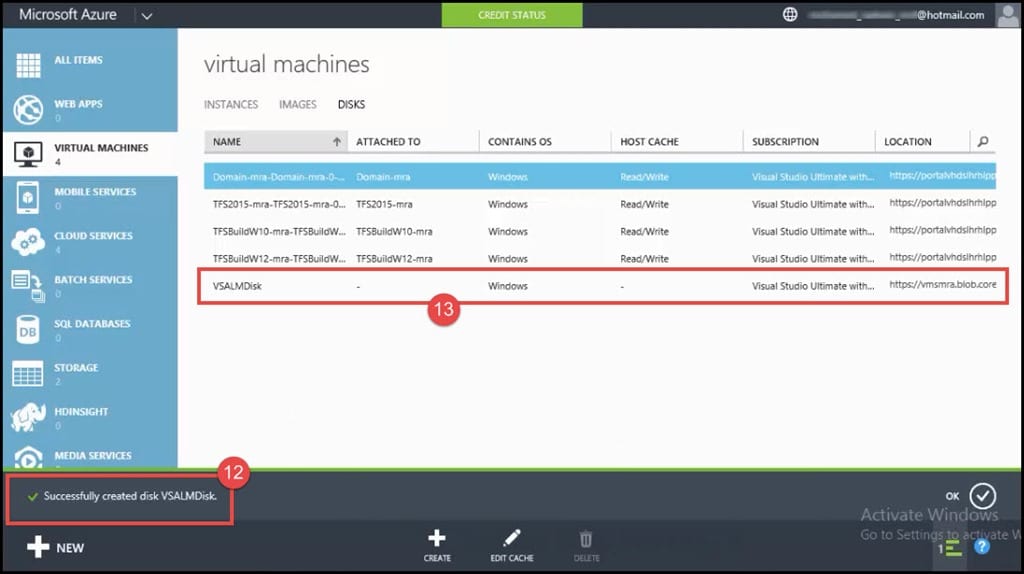 Microsoft Azure
CREDIT STATUS
@hotmail.com
ALL ITEMS
WEB APPS
0
VIRTUAL MACHINES
4
MOBILE SERVICES
0
CLOUD SERVICES
4
BATCH SERVICES
0
SQL DATABASES
0
DB
STORAGE
2
HDINSIGHT
0
MEDIA SERVICES
virtual machines
INSTANCES IMAGES DISKS
NAME ATTACHED TO CONTAINS OS HOST CACHE SUBSCRIPTION LOCATION
Domain-mra-Domain-mra-0-... Domain-mra Windows Read/Write Visual Studio Ultimate with... https://portalvhdslhrhlpp
TFS2015-mra-TFS2015-mra-0... TFS2015-mra Windows Read/Write Visual Studio Ultimate with... https://portalvhdslhrhlpp
TFSBuildW10-mra-TFSBuildW... TFSBuildW10-mra Windows Read/Write Visual Studio Ultimate with... https://portalvhdslhrhlpp
TFSBuildW12-mra-TFSBuildW... TFSBuildW12-mra Windows Read/Write Visual Studio Ultimate with... https://portalvhdslhrhlpp
VSALMDisk - Windows - Visual Studio Ultimate with... https://vmsmra.blob.core
13
12
Successfully created disk VSALMDisk.
OK
Activate Windows
Go to Settings to activate W
NEW
CREATE
EDIT CACHE
DELETE
1
?